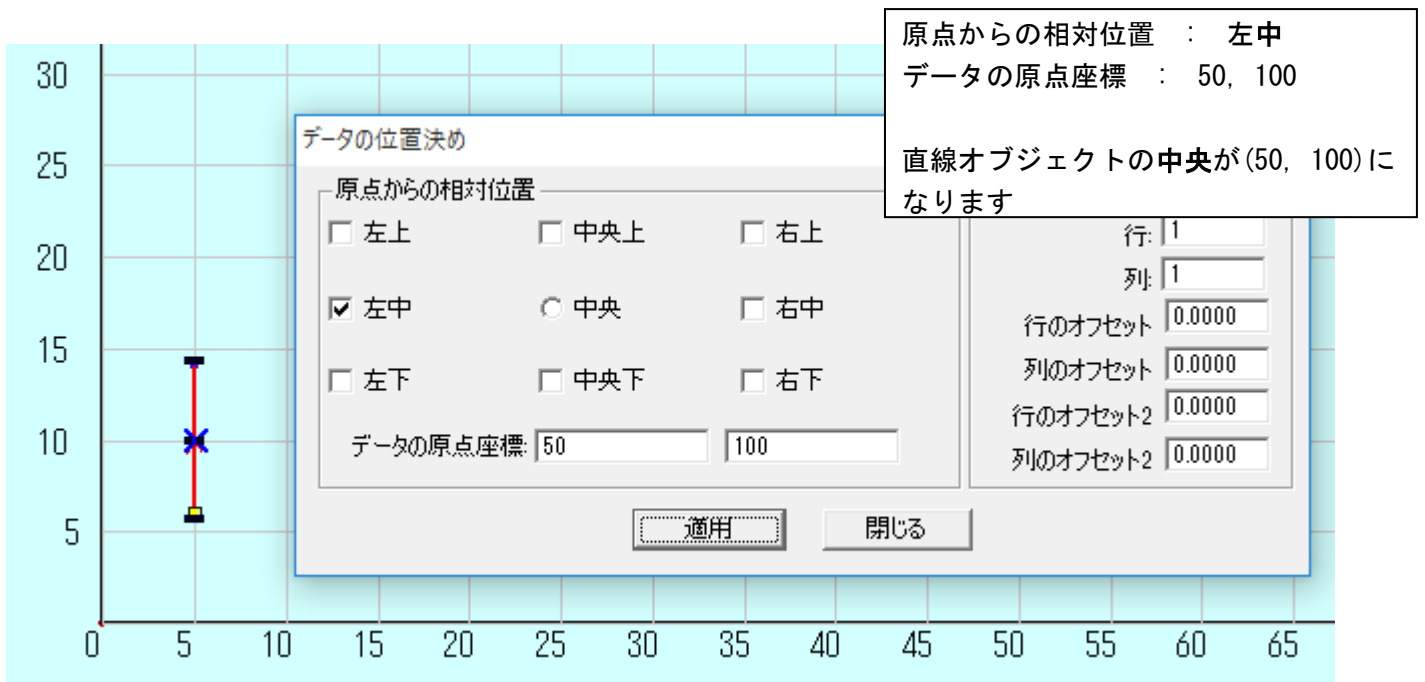 原点からの相対位置 : 左中
データの原点座標 : 50, 100
直線オブジェクトの中央が(50, 100)に
なります
30
25
20
15
10
5
データの位置決め
原点からの相対位置
左上 中央上 右上
左中 中央 右中
左下 中央下 右下
データの原点座標: 50 100
行: 1
列: 1
行のオフセット 0.0000
列のオフセット 0.0000
行のオフセット2 0.0000
列のオフセット2 0.0000
適用 閉じる
0 5 10 15 20 25 30 35 40 45 50 55 60 65